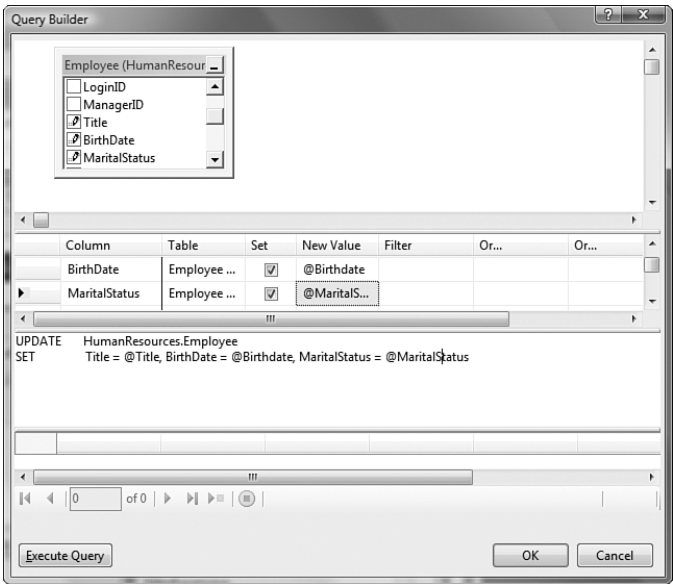 Query Builder
Employee (HumanResour
LoginID
ManagerID
Title
BirthDate
MaritalStatus
Column Table Set New Value Filter Or... Or...
BirthDate Employee ... @Birthdate
MaritalStatus Employee ... @MaritalS...
UPDATE HumanResources.Employee
SET Title = @Title, BirthDate = @Birthdate, MaritalStatus = @MaritalStatus
0 of 0
Execute Query OK Cancel